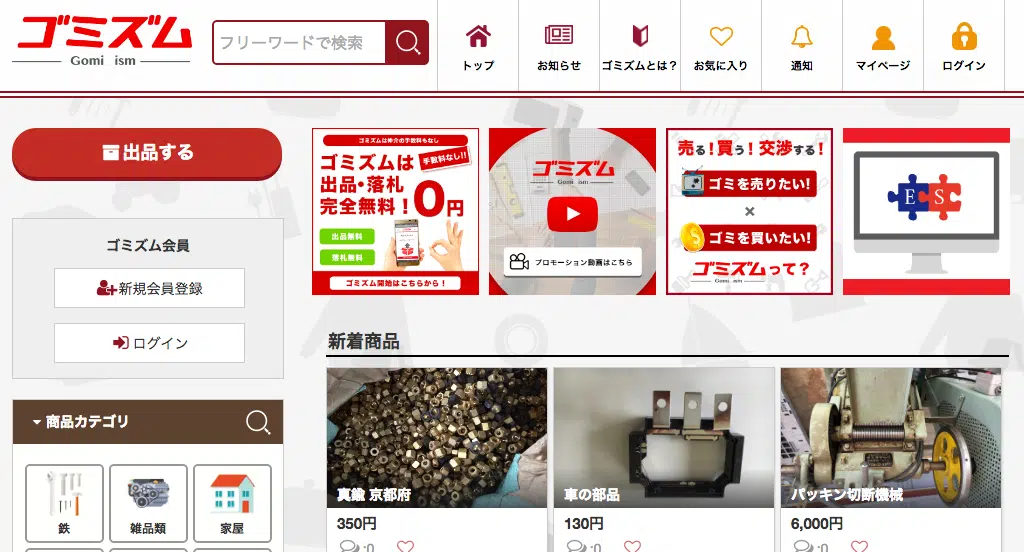 ゴミズム
Gomi ism
フリーワードで検索
トップ
お知らせ
ゴミズムとは？
お気に入り
通知
マイページ
ログイン
出品する
ゴミズムは仲介の手数料もなし
ゴミズムは
手数料なし!!
出品・落札
完全無料！0円
出品無料
落札無料
ゴミズム開始はこちらから！
ゴミズム
Gomi ism
プロモーション動画はこちら
売る！買う！交渉する！
ゴミを売りたい!
×
ゴミを買いたい!
ゴミズムって？
Gomi ism
E S
ゴミズム会員
新規会員登録
ログイン
商品カテゴリ
鉄
雑品類
家屋
新着商品
真鍮 京都府
350円
:0
車の部品
130円
:0
パッキン切断機械
6,000円
:0